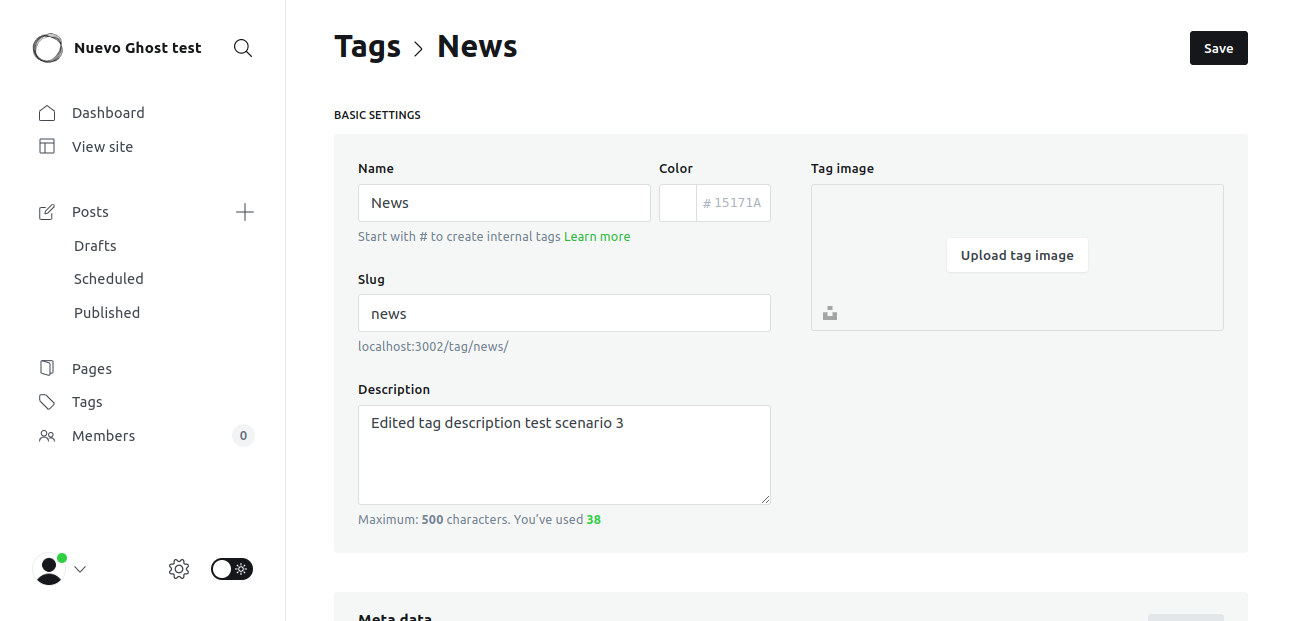 Nuevo Ghost test
Dashboard
View site
Posts
Drafts
Scheduled
Published
Pages
Tags
Members 0
Tags > News
Save
BASIC SETTINGS
Name
News
Start with # to create internal tags Learn more
Color
# 15171A
Slug
news
localhost:3002/tag/news/
Description
Edited tag description test scenario 3
Maximum: 500 characters. You've used 38
Tag image
Upload tag image
Meta data